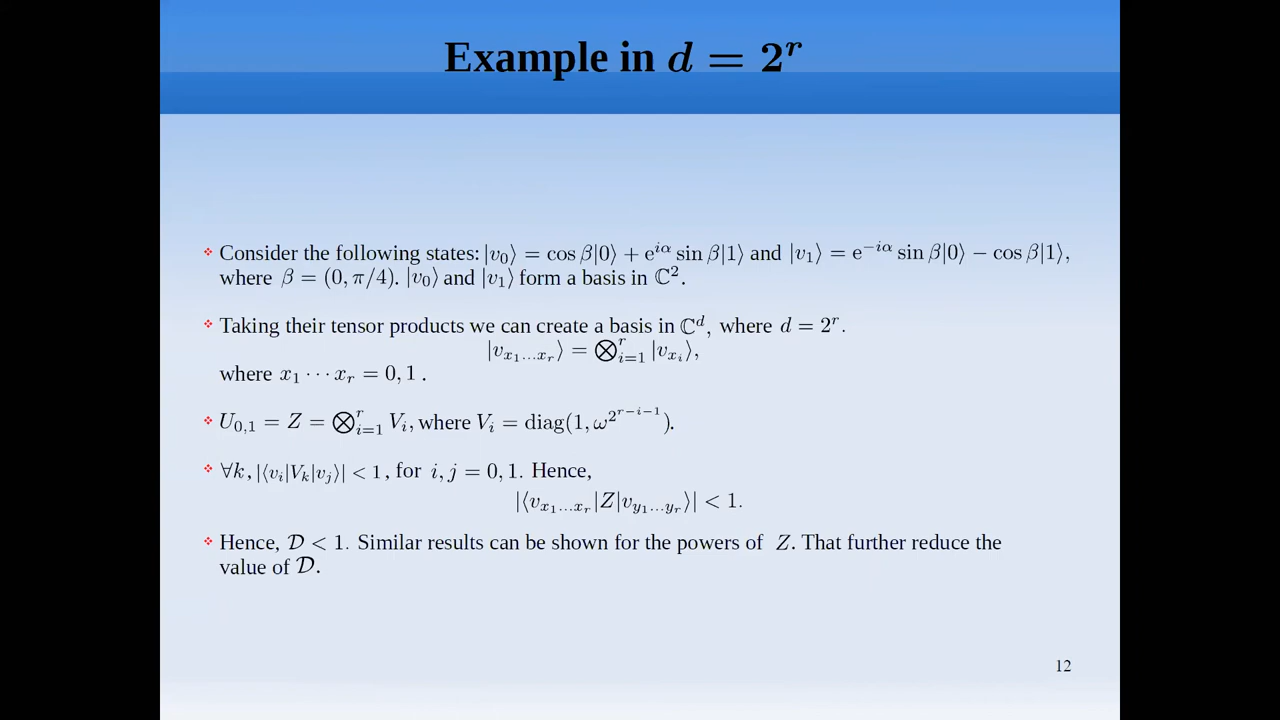 Example in d = 2^r
❖ Consider the following states: |v_0⟩ = cos β|0⟩ + e^{iα} sin β|1⟩ and |v_1⟩ = e^{−iα} sin β|0⟩ − cos β|1⟩,
where β = (0, π/4). |v_0⟩ and |v_1⟩ form a basis in ℂ^2.
❖ Taking their tensor products we can create a basis in ℂ^d, where d = 2^r.
|v_{x_1...x_r}⟩ = ⨂_{i=1}^r |v_{x_i}⟩,
where x_1 ⋯ x_r = 0, 1 .
❖ U_{0,1} = Z = ⨂_{i=1}^r V_i, where V_i = diag(1, ω^{2^{r−i−1}}).
❖ ∀k, |⟨v_i|V_k|v_j⟩| < 1 , for i, j = 0, 1. Hence,
|⟨v_{x_1...x_r}|Z|v_{y_1...y_r}⟩| < 1.
❖ Hence, 𝒟 < 1. Similar results can be shown for the powers of Z. That further reduce the
value of 𝒟.
12